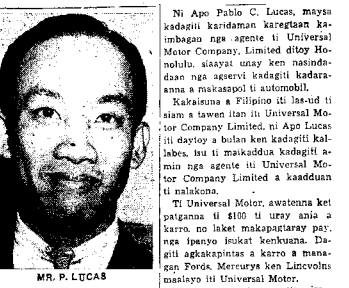 Ni Apo Pablo C. Lucas, maysa
kadagiti karidaman karegtaan ka-
imbagan nga agente ti Universal
Motor Company, Limited ditoy Ho-
nolulu, siaayat unay ken nasinda-
daan nga agservi kadagiti kadara-
anna a makasapol ti automobil.
Kakaisuna a Filipino iti las-ud ti
siam a tawen itan iti Universal Mo-
tor Company Limited, ni Apo Lucas
iti daytoy a bulan ken kadagiti kal-
labes, isu ti maikaddua kadagiti a-
min nga agente iti Universal Mo-
tor Company Limited a kaadduan
ti nalakona.
Ti Universal Motor, awatenna ket
patganna ti $100 ti uray ania a
karro, no laket makapagtaray pay,
nga ipanyo isukat kenkuana. Da-
giti agkakapintas a karro a mana-
gan Fords, Mercurys ken Lincvolns
maalayo iti Universal Motor.
MR. P. LUCAS